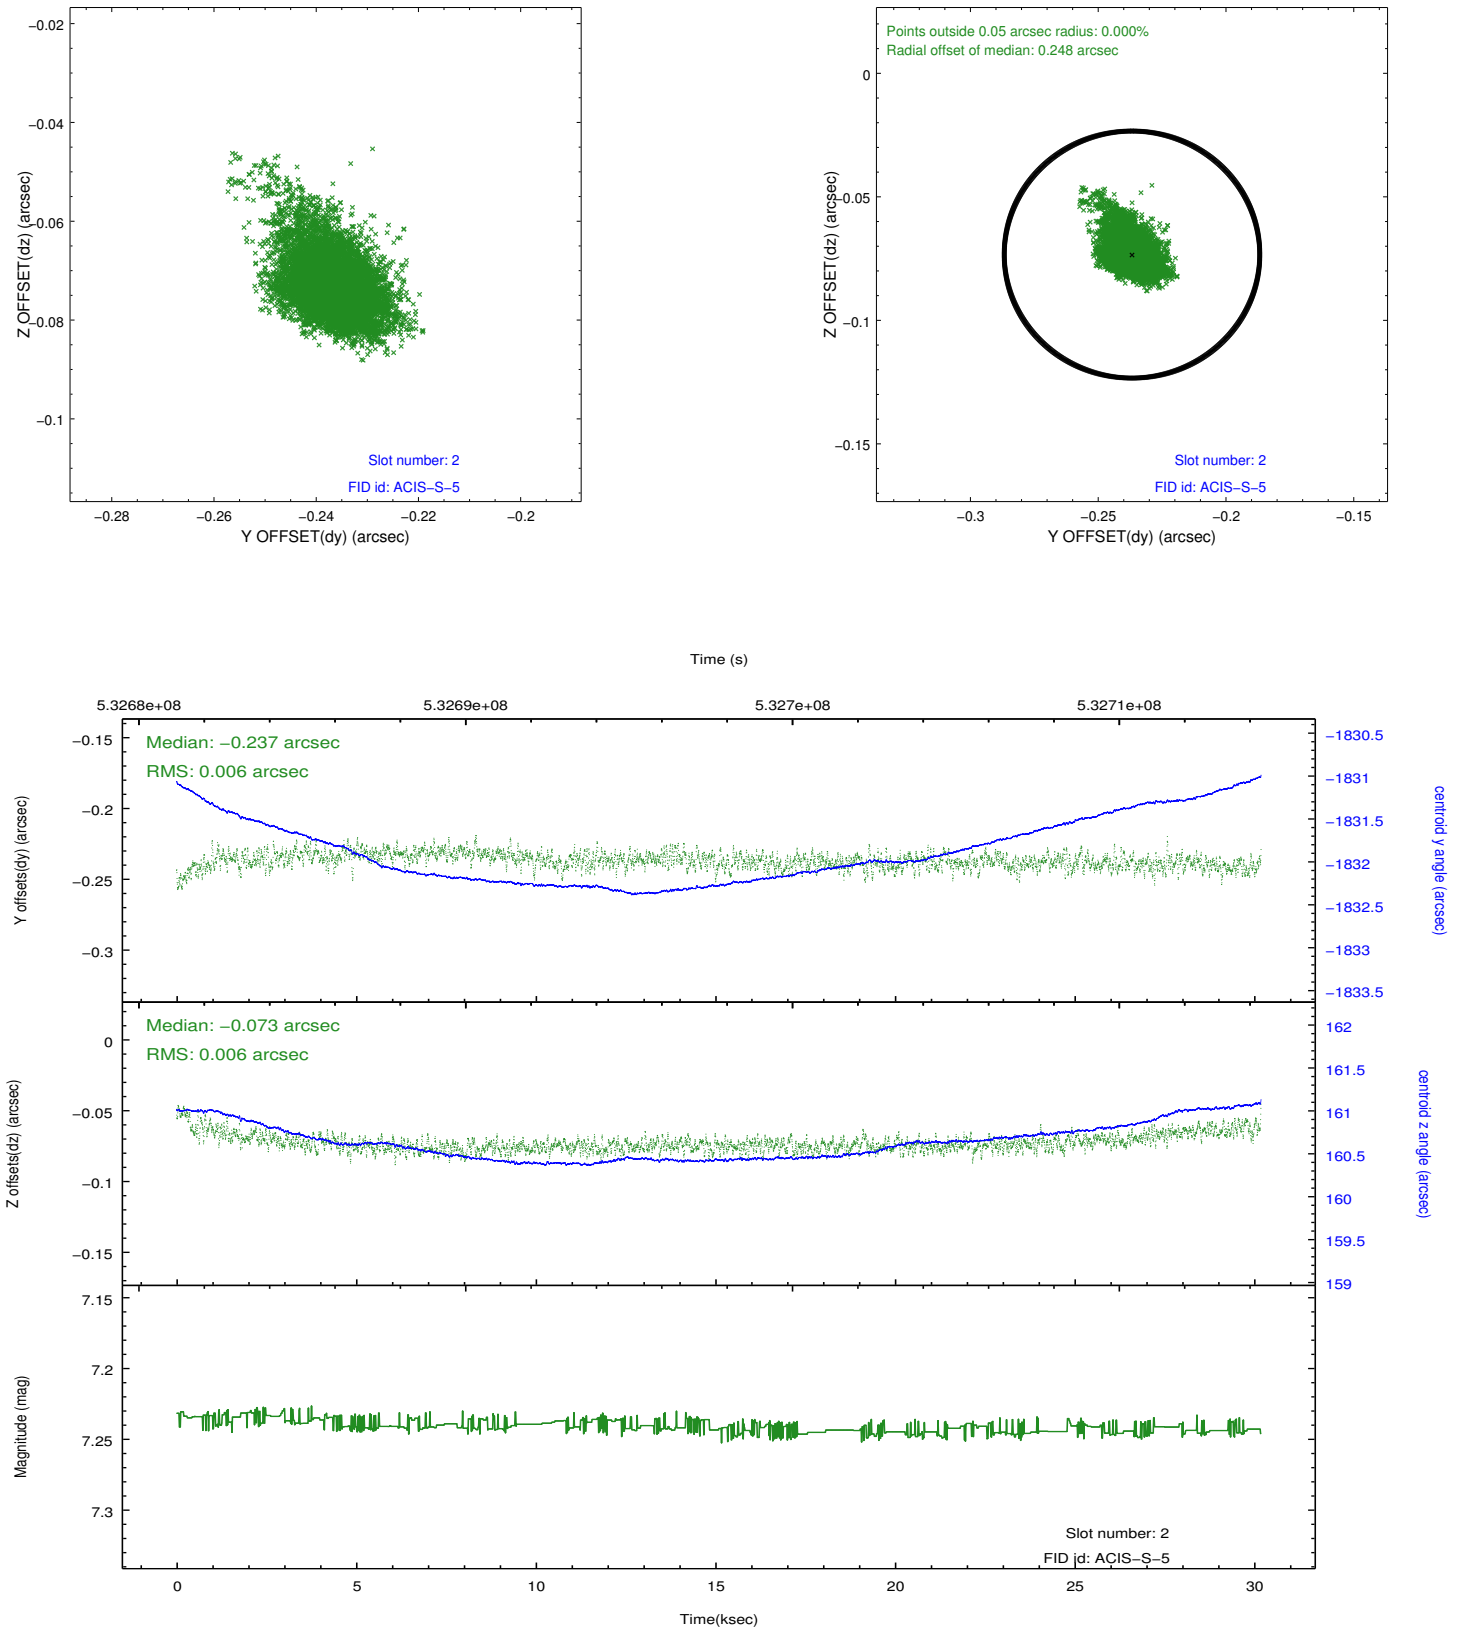 −0.02
−0.04
−0.06
−0.08
−0.1
Z OFFSET(dz) (arcsec)
Slot number: 2
FID id: ACIS−S−5
−0.28
−0.26
−0.24
−0.22
−0.2
Y OFFSET(dy) (arcsec)
Points outside 0.05 arcsec radius: 0.000%
Radial offset of median: 0.248 arcsec
0
−0.05
−0.1
−0.15
Z OFFSET(dz) (arcsec)
Slot number: 2
FID id: ACIS−S−5
−0.3
−0.25
−0.2
−0.15
Y OFFSET(dy) (arcsec)
Time (s)
5.3268e+08
5.3269e+08
5.327e+08
5.3271e+08
Median: −0.237 arcsec
RMS: 0.006 arcsec
−0.15
−0.2
−0.25
−0.3
Y offsets(dy) (arcsec)
−1830.5
−1831
−1831.5
−1832
−1832.5
−1833
−1833.5
centroid y angle (arcsec)
Median: −0.073 arcsec
RMS: 0.006 arcsec
0
−0.05
−0.1
−0.15
Z offsets(dz) (arcsec)
162
161.5
161
160.5
160
159.5
159
centroid z angle (arcsec)
7.15
7.2
7.25
7.3
Magnitude (mag)
Slot number: 2
FID id: ACIS−S−5
0
5
10
15
20
25
30
Time(ksec)